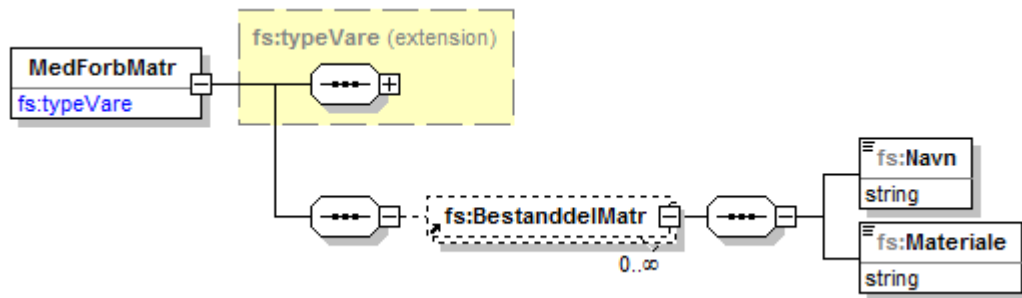 fs:typeVare (extension)
MedForbMatr
fs:typeVare
fs:Navn
string
fs:BestanddelMatr
0..∞
fs:Materiale
string